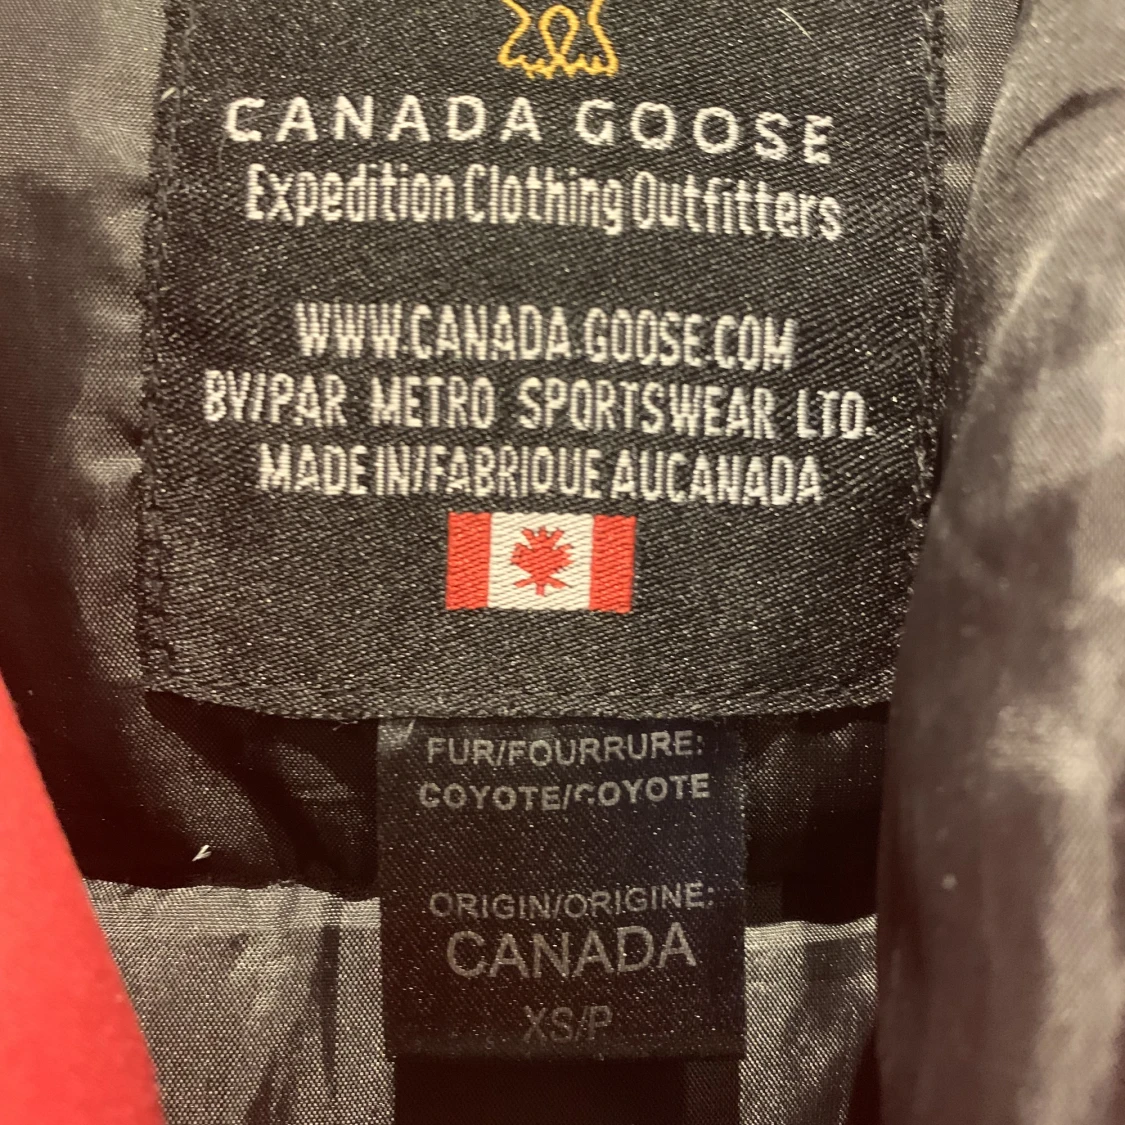 CANADA GOOSE
Expedition Clothing Outfitters
WWW.CANADA.GOOSE.COM
BY/PAR METRO SPORTSWEAR LTD.
MADE IN/FABRIQUE AU CANADA
FUR/FOURRURE:
COYOTE/COYOTE
ORIGIN/ORIGINE:
CANADA
XS/P